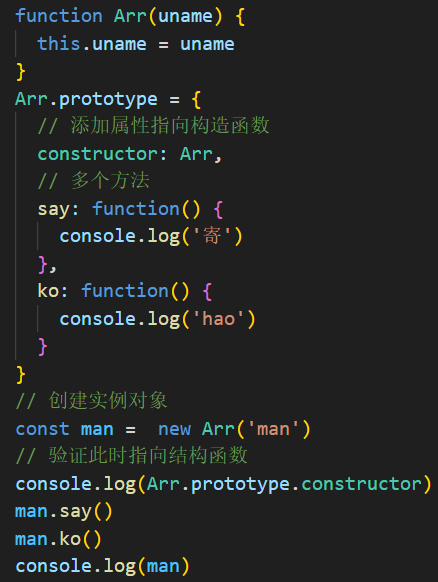 function Arr(uname) {
  this.uname = uname
}
Arr.prototype = {
  // 添加属性指向构造函数
  constructor: Arr,
  // 多个方法
  say: function() {
    console.log('寄')
  },
  ko: function() {
    console.log('hao')
  }
}
// 创建实例对象
const man =  new Arr('man')
// 验证此时指向结构函数
console.log(Arr.prototype.constructor)
man.say()
man.ko()
console.log(man)